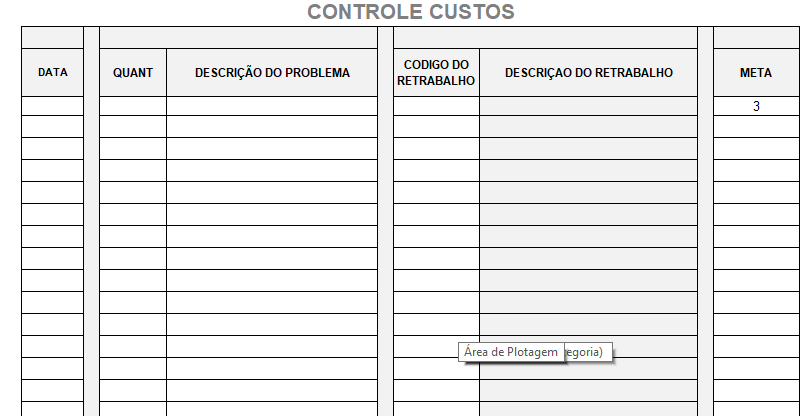 CONTROLE CUSTOS
DATA
QUANT
DESCRIÇÃO DO PROBLEMA
CODIGO DO
RETRABALHO
DESCRIÇAO DO RETRABALHO
META
3
Área de Plotagem
egoria)